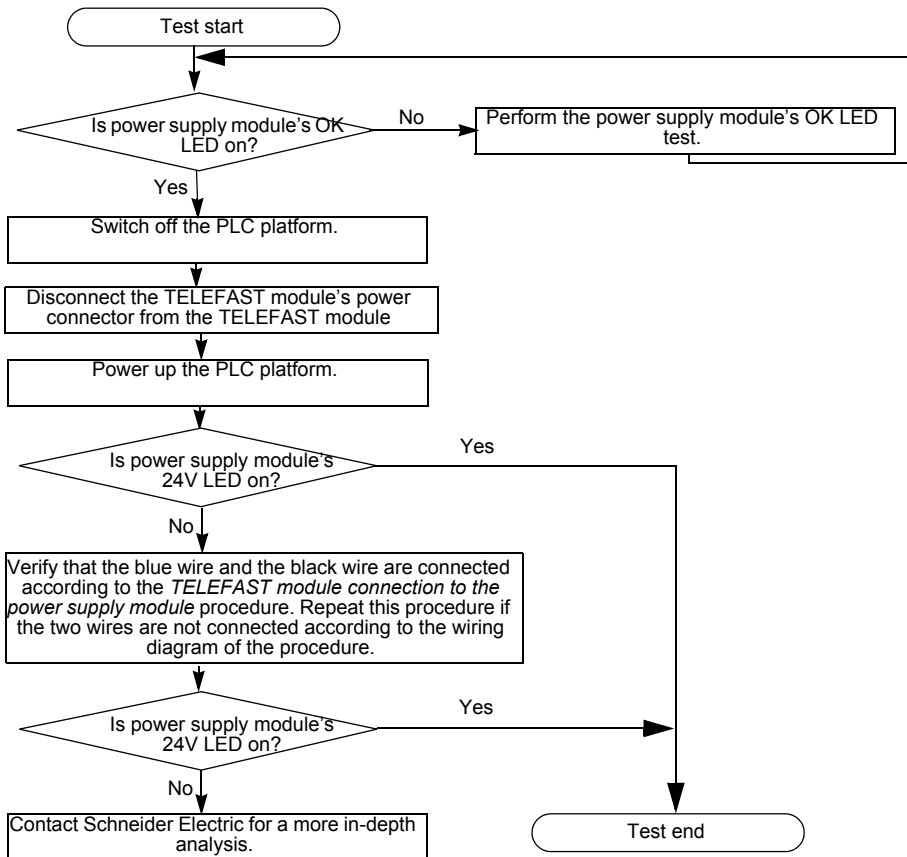 Test start
Is power supply module's OK
LED on?
No
Perform the power supply module's OK LED
test.
Yes
Switch off the PLC platform.
Disconnect the TELEFAST module's power
connector from the TELEFAST module
Power up the PLC platform.
Is power supply module's
24V LED on?
Yes
No
Verify that the blue wire and the black wire are connected
according to the TELEFAST module connection to the
power supply module procedure. Repeat this procedure if
the two wires are not connected according to the wiring
diagram of the procedure.
Is power supply module's
24V LED on?
Yes
No
Contact Schneider Electric for a more in-depth
analysis.
Test end